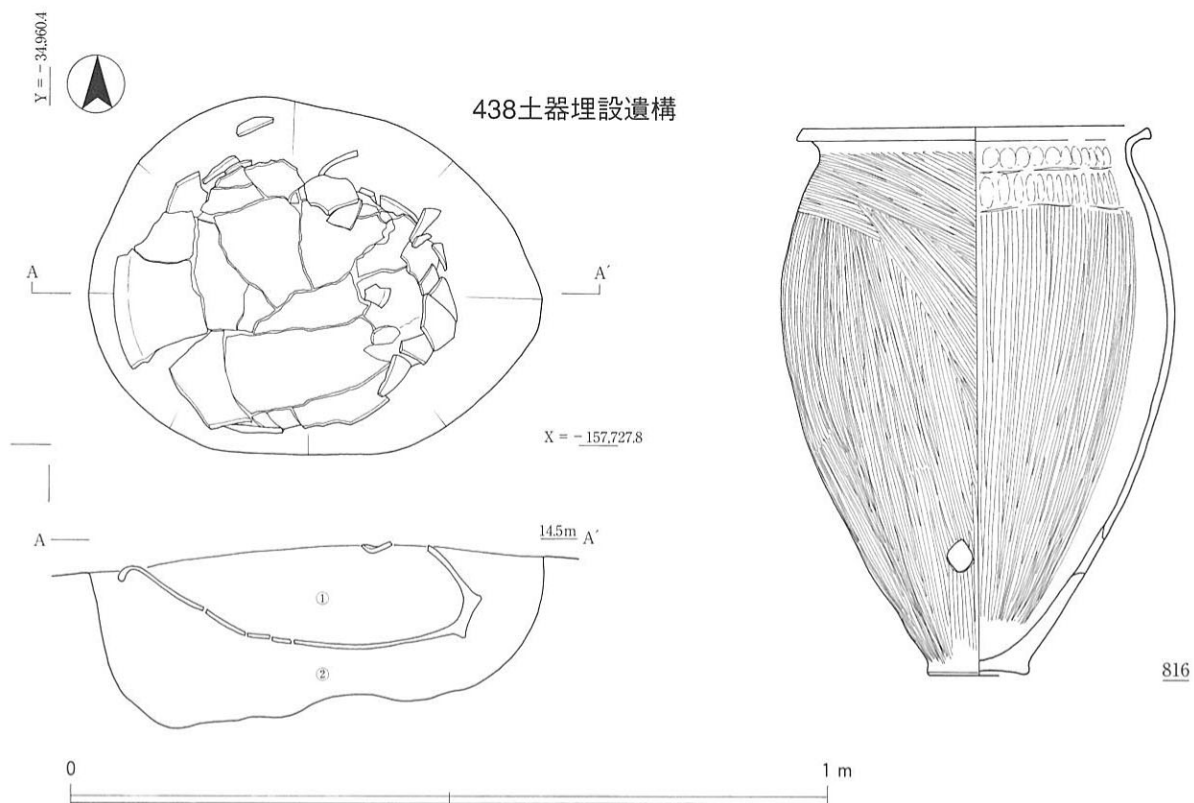 Y = − 34,960.4
438土器埋設遺構
A
A´
X = − 157,727.8
A
14.5m
A´
①
②
816
0
1 m